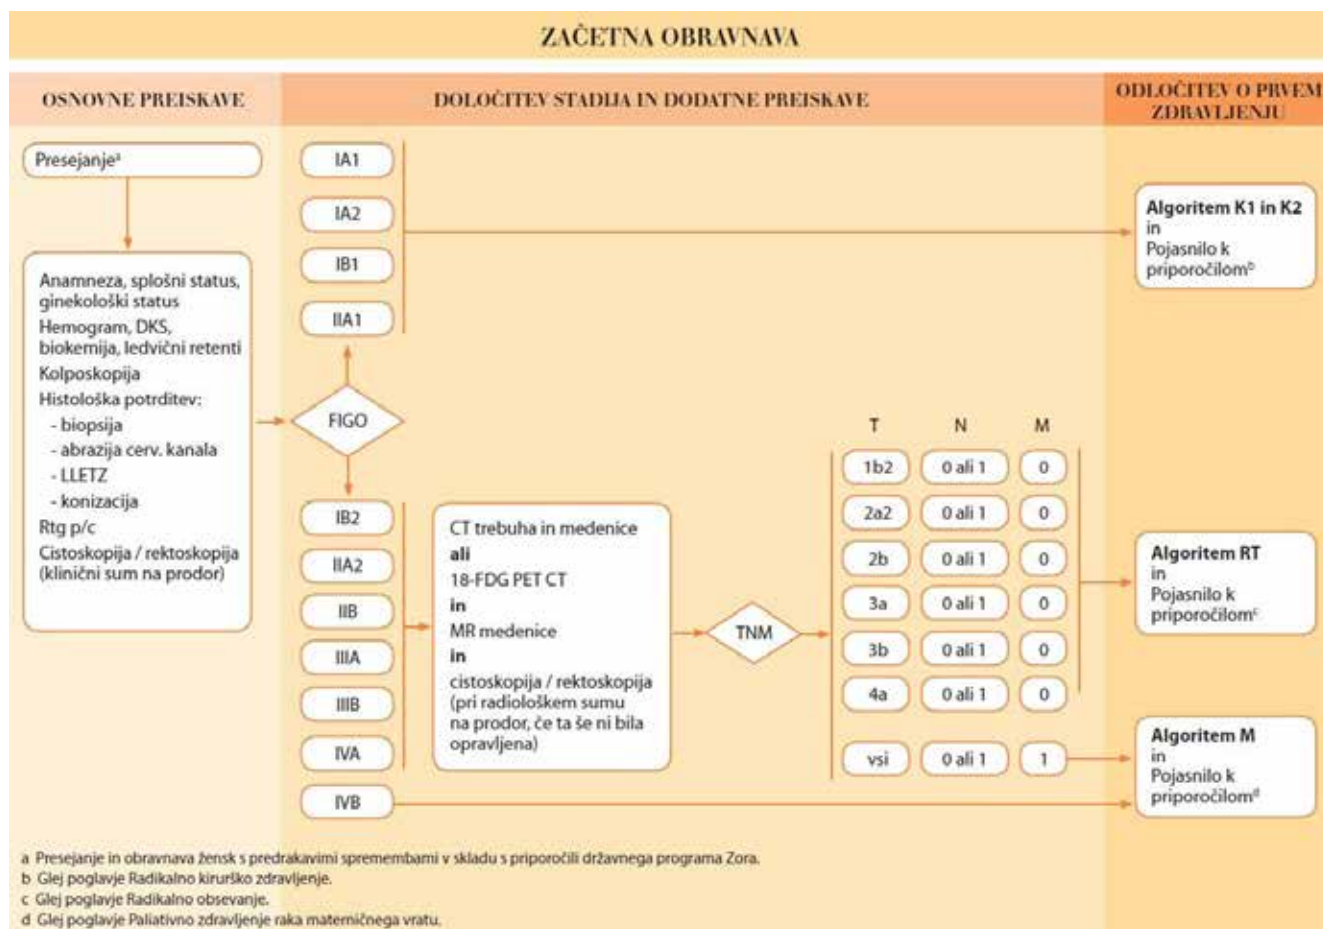 ZAČETNA OBRAVNAVA
OSNOVNE PREISKAVE
DOLOČITEV STADIJA IN DODATNE PREISKAVE
ODLOČITEV O PRVEM
ZDRAVLJENJU
Presejanjeᵃ
Anamneza, splošni status,
ginekološki status
Hemogram, DKS,
biokemija, ledvični retenti
Kolposkopija
Histološka potrditev:
- biopsija
- abrazija cerv. kanala
- LLETZ
- konizacija
Rtg p/c
Cistoskopija / rektoskopija
(klinični sum na prodor)
IA1
IA2
IB1
IIA1
FIGO
IB2
IIA2
IIB
IIIA
IIIB
IVA
IVB
CT trebuha in medenice
ali
18-FDG PET CT
in
MR medenice
in
cistoskopija / rektoskopija
(pri radiološkem sumu
na prodor, če ta še ni bila
opravljena)
TNM
T N M
1b2 0 ali 1 0
2a2 0 ali 1 0
2b 0 ali 1 0
3a 0 ali 1 0
3b 0 ali 1 0
4a 0 ali 1 0
vsi 0 ali 1 1
Algoritem K1 in K2
in
Pojasnilo k
priporočilomᵇ
Algoritem RT
in
Pojasnilo k
priporočilomᶜ
Algoritem M
in
Pojasnilo k
priporočilomᵈ
a Presejanje in obravnava žensk s predrakavimi spremembami v skladu s priporočili državnega programa Zora.
b Glej poglavje Radikalno kirurško zdravljenje.
c Glej poglavje Radikalno obsevanje.
d Glej poglavje Paliativno zdravljenje raka materničnega vratu.